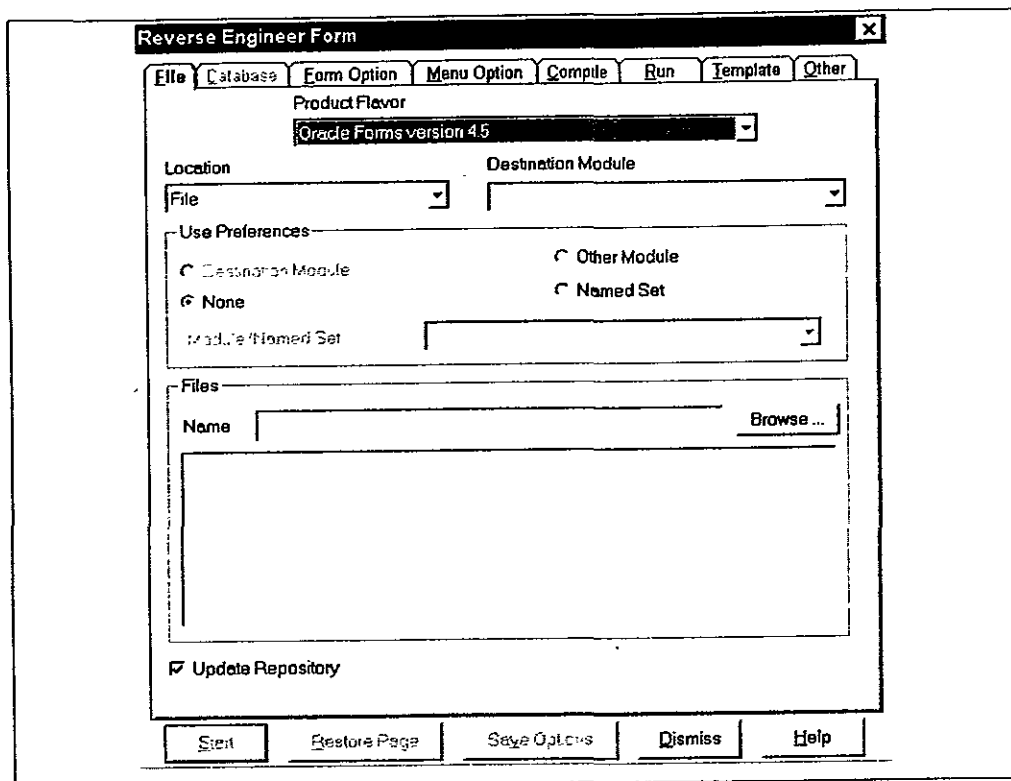 Reverse Engineer Form
File Database Form Option Menu Option Compile Run Template Other
Product Flavor
Oracle Forms version 4.5
Location Destination Module
File
Use Preferences
Destination Module Other Module
None Named Set
Module/Named Set
Files
Name Browse ...
Update Repository
Start Restore Page Save Options Dismiss Help